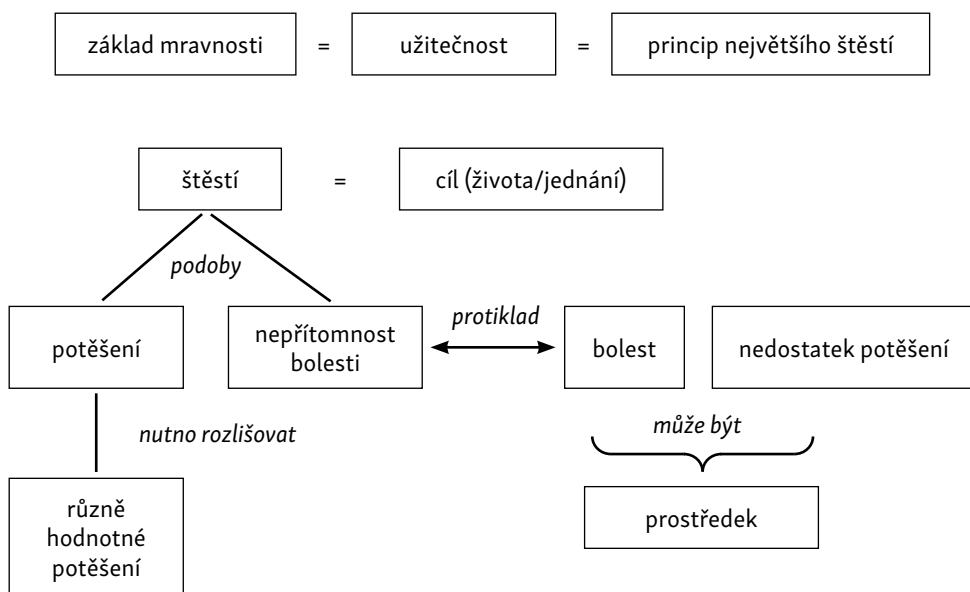 základ mravnosti = užitečnost = princip největšího štěstí
štěstí = cíl (života/jednání)
podoby
potěšení
nepřítomnost
bolesti
protiklad
bolest
nedostatek potěšení
nutno rozlišovat
může být
různě
hodnotné
potěšení
prostředek